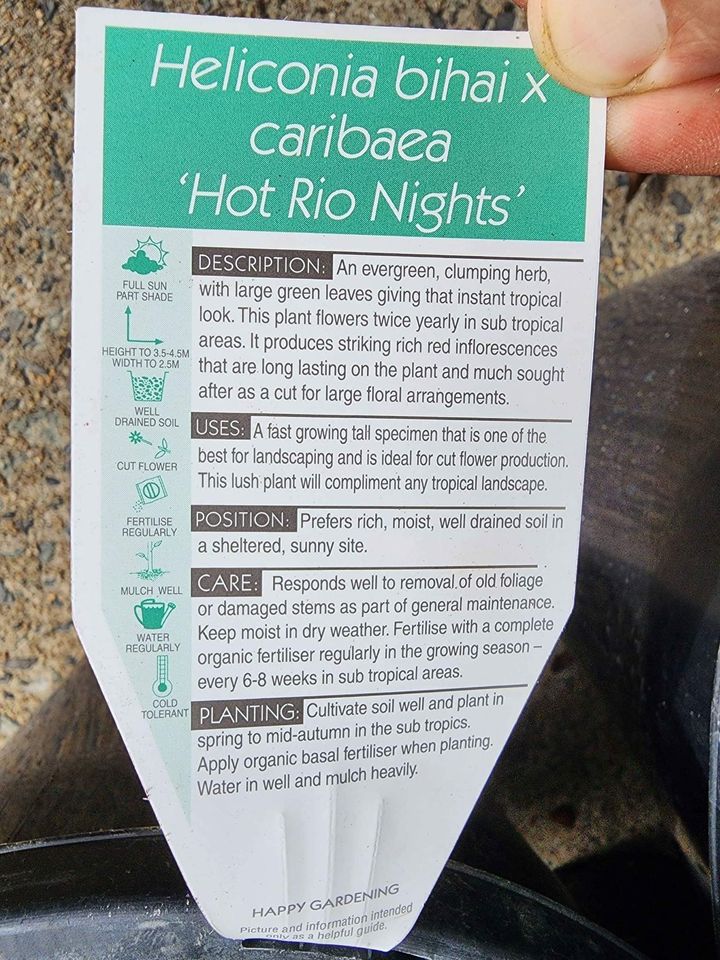 Heliconia bihai x
caribaea
‘Hot Rio Nights’
FULL SUN
PART SHADE
HEIGHT TO 3.5-4.5M
WIDTH TO 2.5M
WELL
DRAINED SOIL
CUT FLOWER
FERTILISE
REGULARLY
MULCH WELL
WATER
REGULARLY
COLD
TOLERANT
DESCRIPTION: An evergreen, clumping herb,
with large green leaves giving that instant tropical
look. This plant flowers twice yearly in sub tropical
areas. It produces striking rich red inflorescences
that are long lasting on the plant and much sought
after as a cut for large floral arrangements.
USES: A fast growing tall specimen that is one of the
best for landscaping and is ideal for cut flower production.
This lush plant will compliment any tropical landscape.
POSITION: Prefers rich, moist, well drained soil in
a sheltered, sunny site.
CARE: Responds well to removal of old foliage
or damaged stems as part of general maintenance.
Keep moist in dry weather. Fertilise with a complete
organic fertiliser regularly in the growing season –
every 6-8 weeks in sub tropical areas.
PLANTING: Cultivate soil well and plant in
spring to mid-autumn in the sub tropics.
Apply organic basal fertiliser when planting.
Water in well and mulch heavily.
HAPPY GARDENING
Picture and information intended
only as a helpful guide.